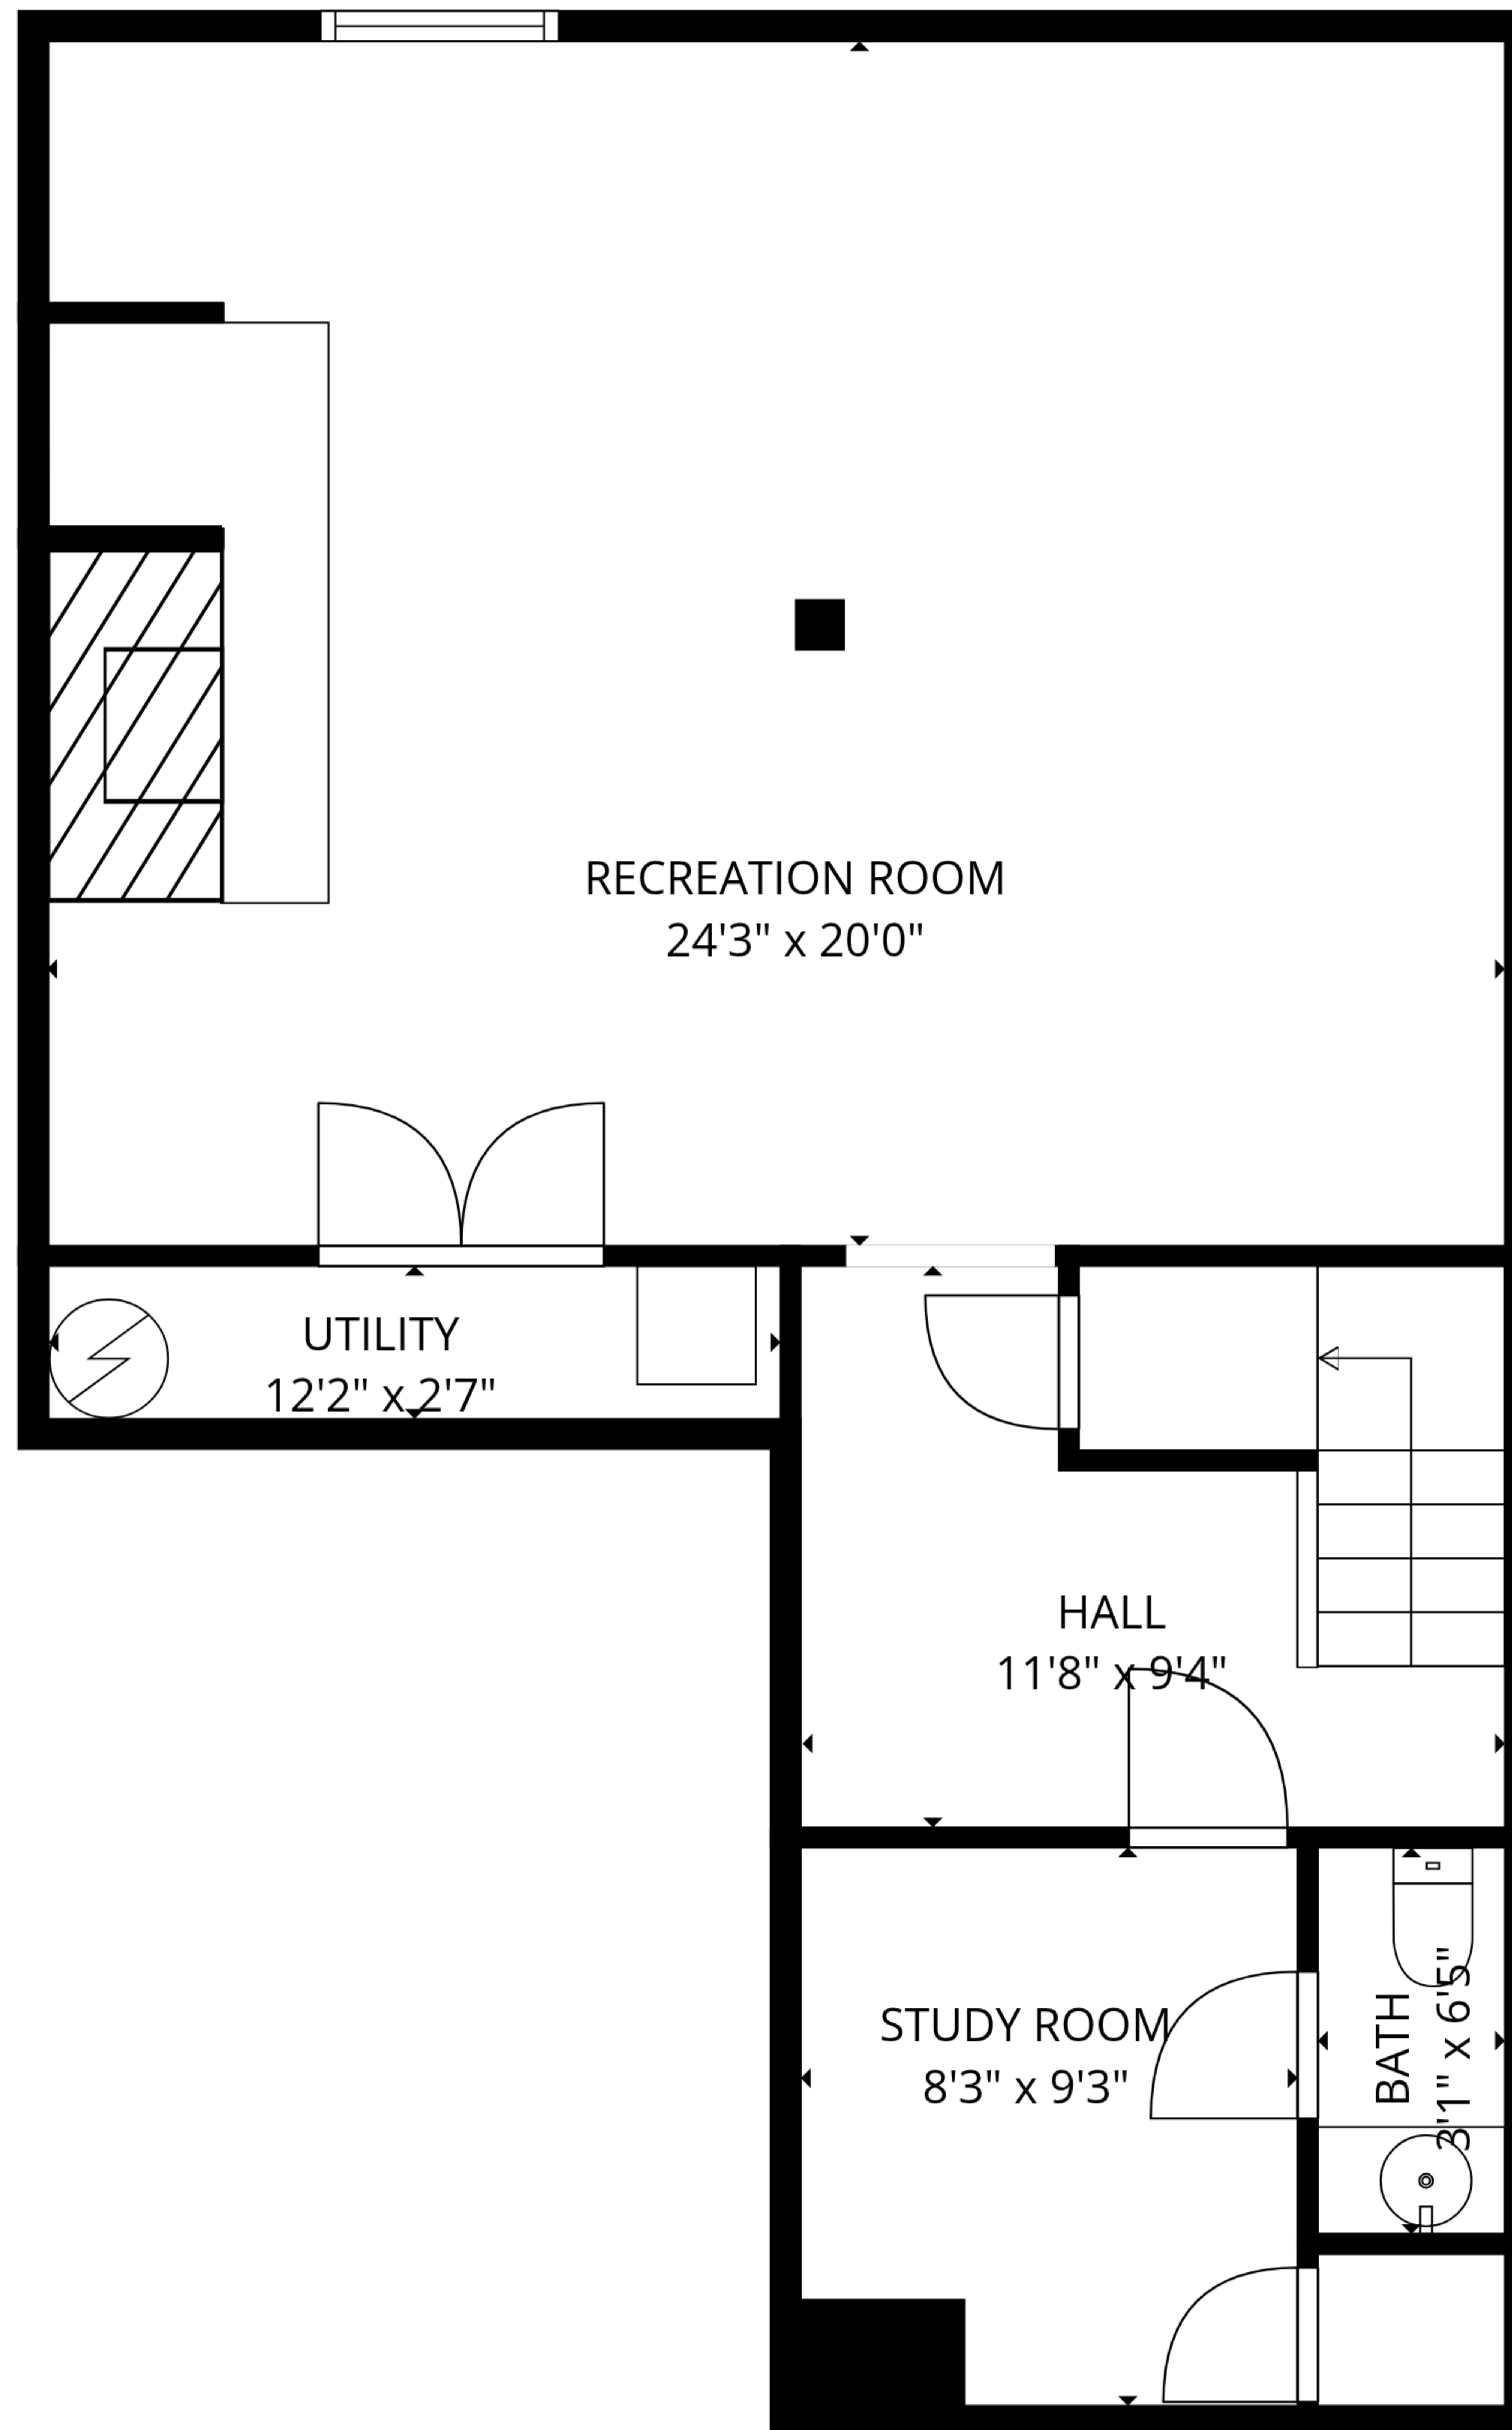 RECREATION ROOM
24'3" x 20'0"
UTILITY
12'2" x 2'7"
HALL
11'8" x 9'4"
STUDY ROOM
8'3" x 9'3"
BATH
3'1" x 6'5"